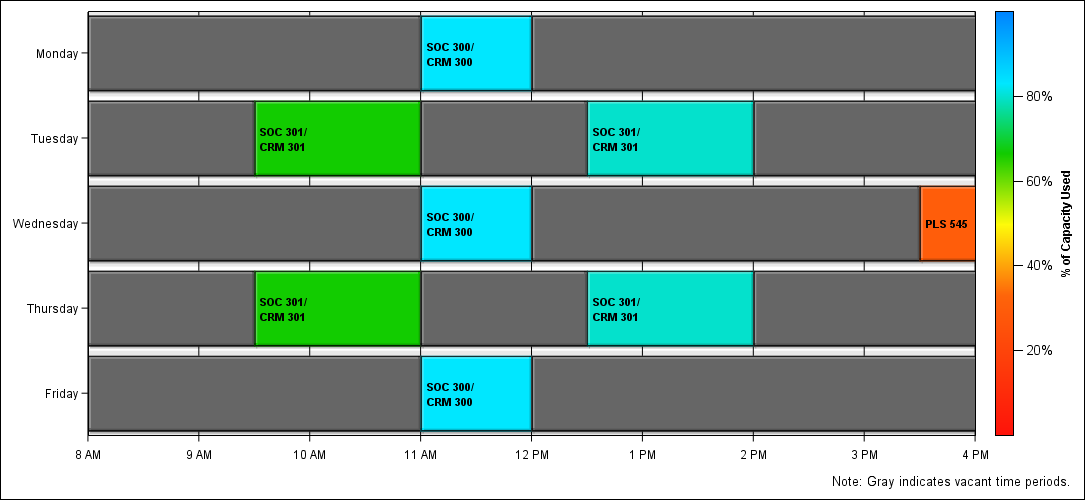 Monday
SOC 300/
CRM 300
Tuesday
SOC 301/
CRM 301
SOC 301/
CRM 301
Wednesday
SOC 300/
CRM 300
PLS 545
Thursday
SOC 301/
CRM 301
SOC 301/
CRM 301
Friday
SOC 300/
CRM 300
8 AM 9 AM 10 AM 11 AM 12 PM 1 PM 2 PM 3 PM 4 PM
80%
60%
40%
20%
% of Capacity Used
Note: Gray indicates vacant time periods.